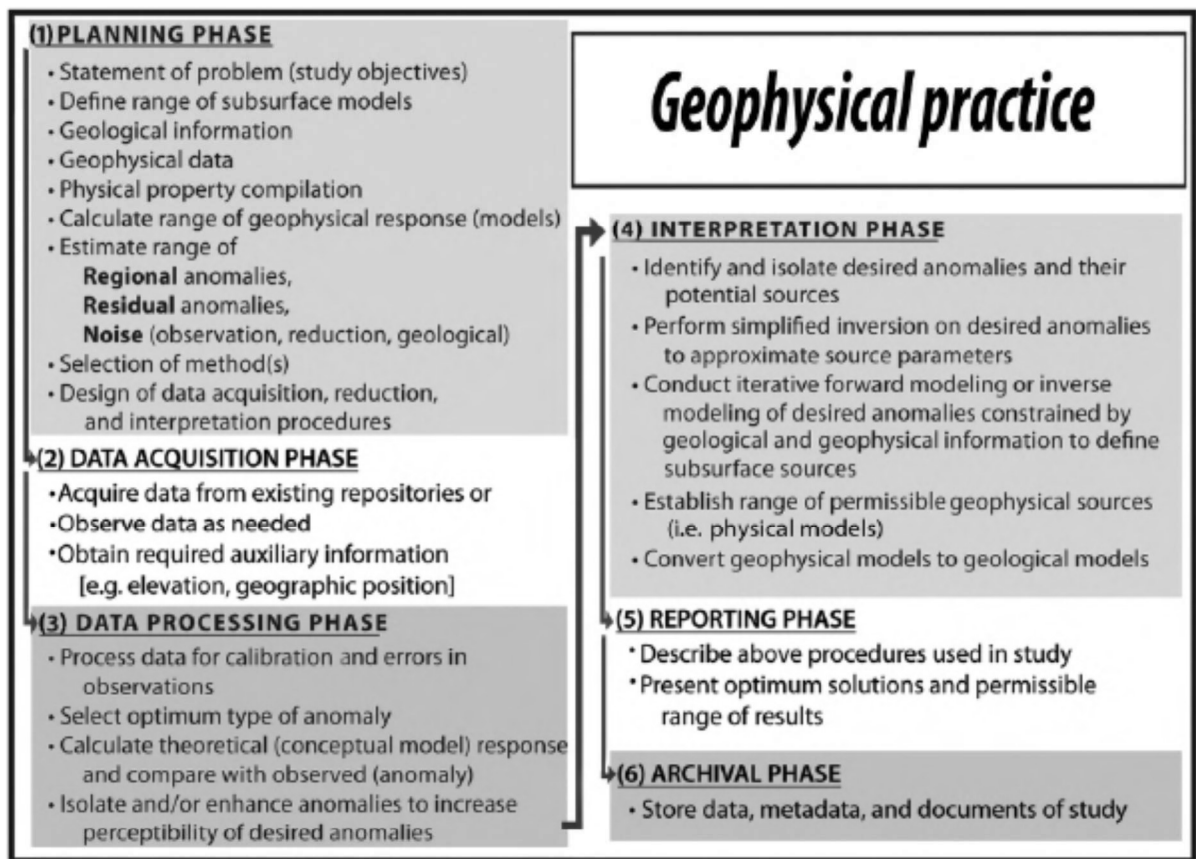 (1) PLANNING PHASE
• Statement of problem (study objectives)
• Define range of subsurface models
• Geological information
• Geophysical data
• Physical property compilation
• Calculate range of geophysical response (models)
• Estimate range of
Regional anomalies,
Residual anomalies,
Noise (observation, reduction, geological)
• Selection of method(s)
• Design of data acquisition, reduction,
and interpretation procedures
(2) DATA ACQUISITION PHASE
•Acquire data from existing repositories or
•Observe data as needed
•Obtain required auxiliary information
[e.g. elevation, geographic position]
(3) DATA PROCESSING PHASE
• Process data for calibration and errors in
observations
• Select optimum type of anomaly
• Calculate theoretical (conceptual model) response
and compare with observed (anomaly)
• Isolate and/or enhance anomalies to increase
perceptibility of desired anomalies
Geophysical practice
(4) INTERPRETATION PHASE
• Identify and isolate desired anomalies and their
potential sources
• Perform simplified inversion on desired anomalies
to approximate source parameters
• Conduct iterative forward modeling or inverse
modeling of desired anomalies constrained by
geological and geophysical information to define
subsurface sources
• Establish range of permissible geophysical sources
(i.e. physical models)
• Convert geophysical models to geological models
(5) REPORTING PHASE
• Describe above procedures used in study
• Present optimum solutions and permissible
range of results
(6) ARCHIVAL PHASE
• Store data, metadata, and documents of study